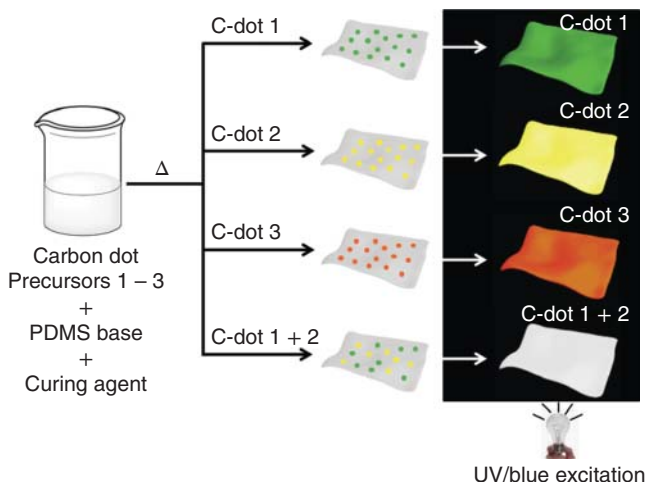 C-dot 1
C-dot 1
C-dot 2
C-dot 2
Δ
C-dot 3
C-dot 3
Carbon dot
Precursors 1 – 3
+
PDMS base
+
Curing agent
C-dot 1 + 2
C-dot 1 + 2
UV/blue excitation